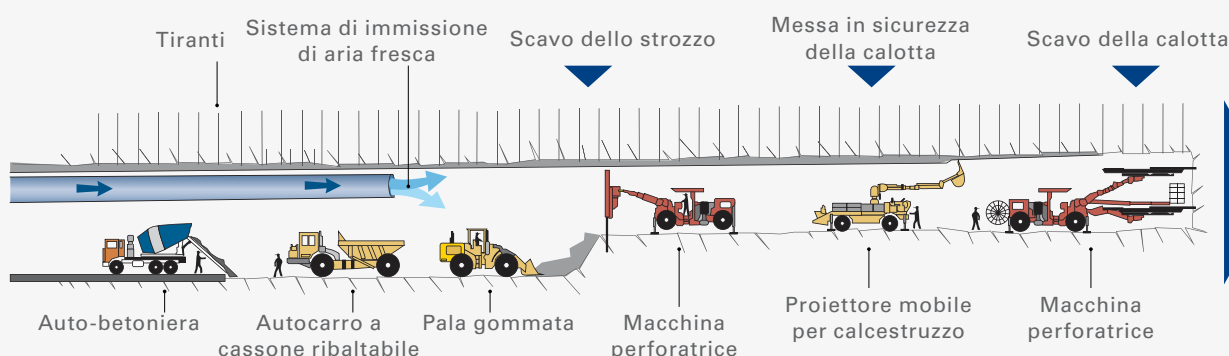 Tiranti
Sistema di immissione
di aria fresca
Scavo dello strozzo
Messa in sicurezza
della calotta
Scavo della calotta
Auto-betoniera
Autocarro a
cassone ribaltabile
Pala gommata
Macchina
perforatrice
Proiettore mobile
per calcestruzzo
Macchina
perforatrice